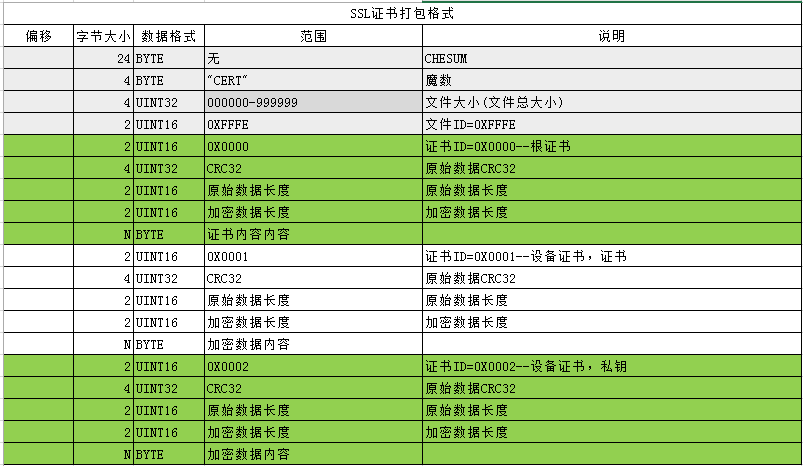 SSL证书打包格式
偏移 字节大小 数据格式 范围 说明
24 BYTE 无 CHESUM
4 BYTE "CERT" 魔数
4 UINT32 000000-999999 文件大小(文件总大小)
2 UINT16 0XFFFE 文件ID=0XFFFE
2 UINT16 0X0000 证书ID=0X0000--根证书
4 UINT32 CRC32 原始数据CRC32
2 UINT16 原始数据长度 原始数据长度
2 UINT16 加密数据长度 加密数据长度
N BYTE 证书内容内容
2 UINT16 0X0001 证书ID=0X0001--设备证书，证书
4 UINT32 CRC32 原始数据CRC32
2 UINT16 原始数据长度 原始数据长度
2 UINT16 加密数据长度 加密数据长度
N BYTE 加密数据内容
2 UINT16 0X0002 证书ID=0X0002--设备证书，私钥
4 UINT32 CRC32 原始数据CRC32
2 UINT16 原始数据长度 原始数据长度
2 UINT16 加密数据长度 加密数据长度
N BYTE 加密数据内容